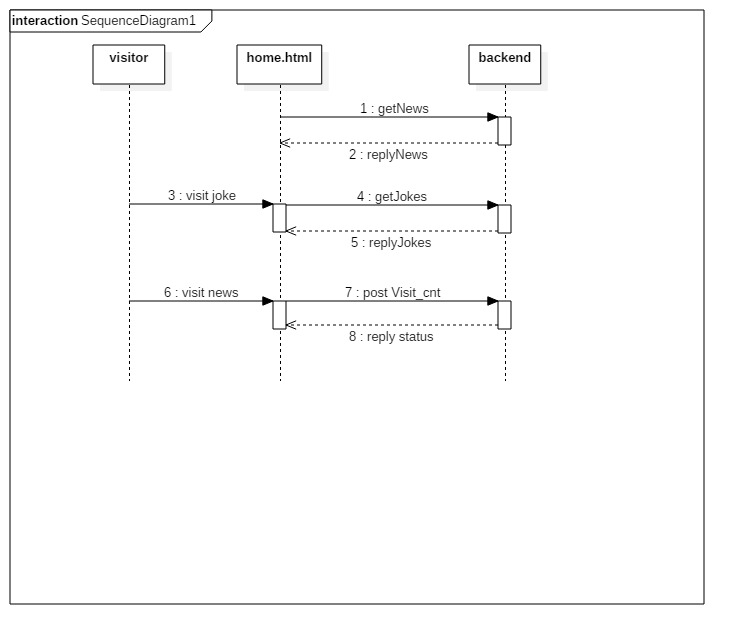 interaction SequenceDiagram1
visitor
home.html
backend
1 : getNews
2 : replyNews
3 : visit joke
4 : getJokes
5 : replyJokes
6 : visit news
7 : post Visit_cnt
8 : reply status